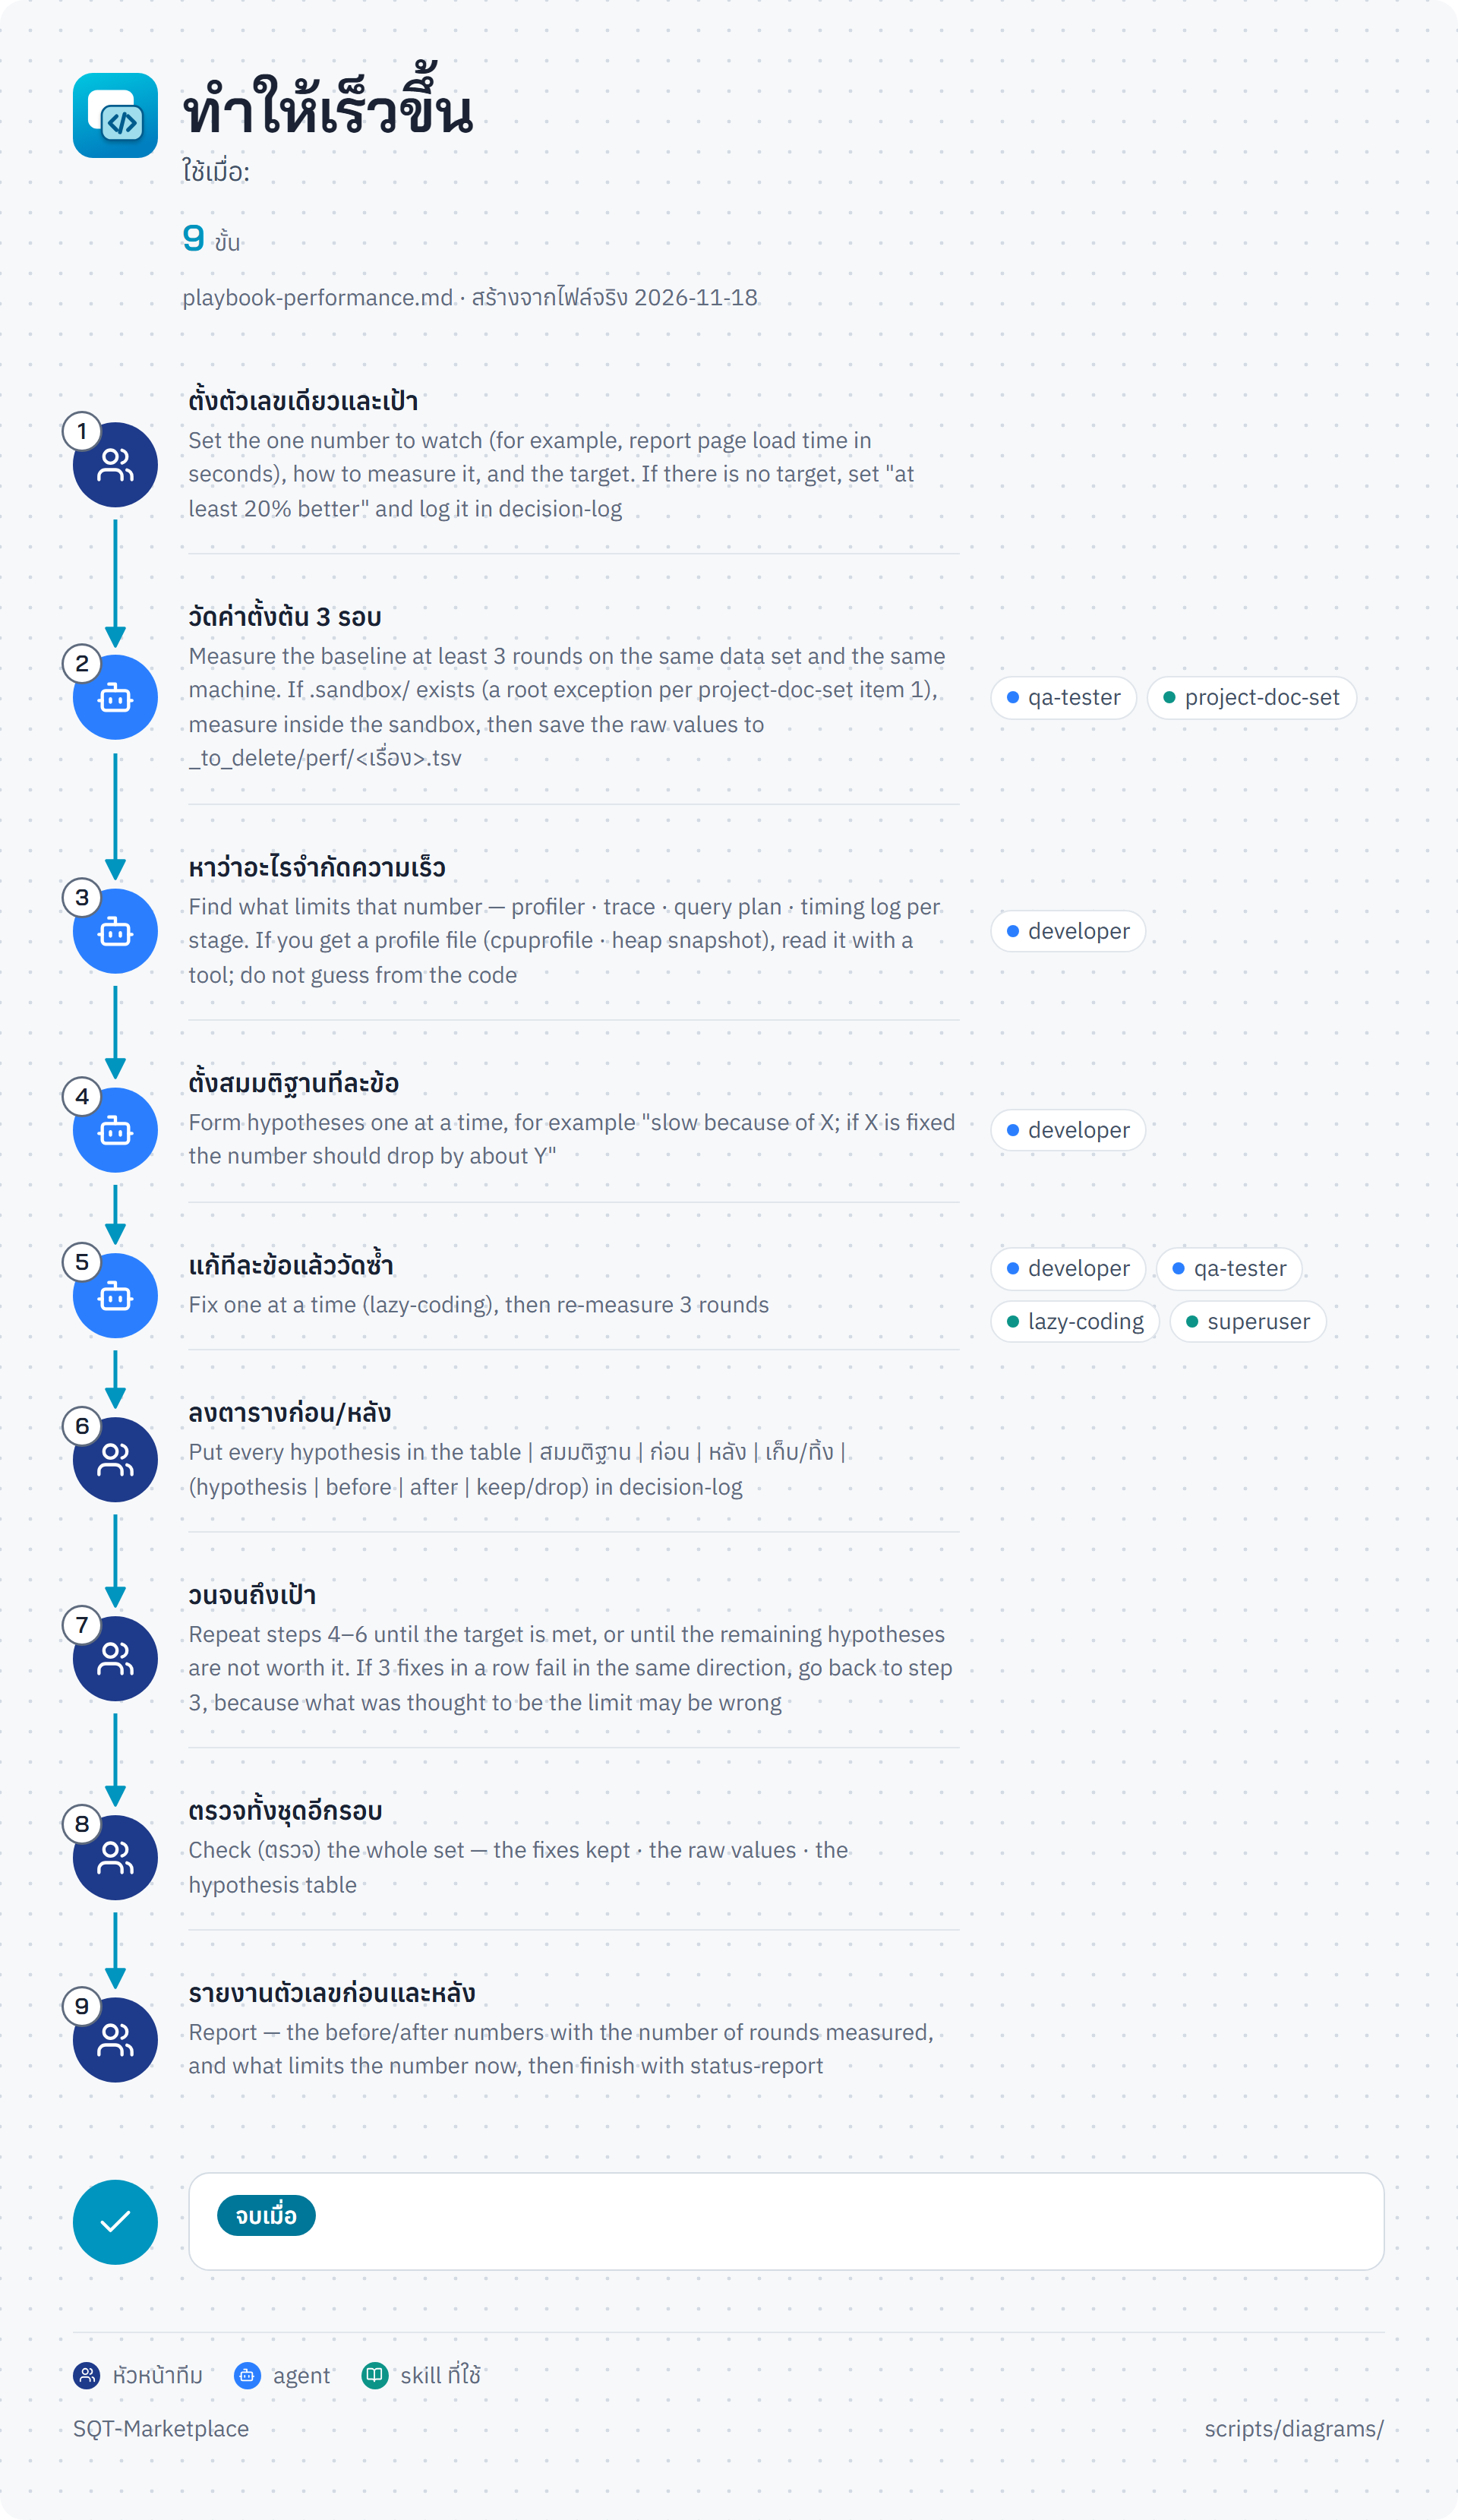 ทำให้เร็วขึ้น
ใช้เมื่อ:
9 ขั้น
playbook-performance.md · สร้างจากไฟล์จริง 2026-11-18
1
ตั้งตัวเลขเดียวและเป้า
Set the one number to watch (for example, report page load time in
seconds), how to measure it, and the target. If there is no target, set "at
least 20% better" and log it in decision-log
2
วัดค่าตั้งต้น 3 รอบ
Measure the baseline at least 3 rounds on the same data set and the same
machine. If .sandbox/ exists (a root exception per project-doc-set item 1),
measure inside the sandbox, then save the raw values to
_to_delete/perf/<เรื่อง>.tsv
qa-tester
project-doc-set
3
หาว่าอะไรจำกัดความเร็ว
Find what limits that number — profiler · trace · query plan · timing log per
stage. If you get a profile file (cpuprofile · heap snapshot), read it with a
tool; do not guess from the code
developer
4
ตั้งสมมติฐานทีละข้อ
Form hypotheses one at a time, for example "slow because of X; if X is fixed
the number should drop by about Y"
developer
5
แก้ทีละข้อแล้ววัดซ้ำ
Fix one at a time (lazy-coding), then re-measure 3 rounds
developer
qa-tester
lazy-coding
superuser
6
ลงตารางก่อน/หลัง
Put every hypothesis in the table | สมมติฐาน | ก่อน | หลัง | เก็บ/ทิ้ง |
(hypothesis | before | after | keep/drop) in decision-log
7
วนจนถึงเป้า
Repeat steps 4–6 until the target is met, or until the remaining hypotheses
are not worth it. If 3 fixes in a row fail in the same direction, go back to step
3, because what was thought to be the limit may be wrong
8
ตรวจทั้งชุดอีกรอบ
Check (ตรวจ) the whole set — the fixes kept · the raw values · the
hypothesis table
9
รายงานตัวเลขก่อนและหลัง
Report — the before/after numbers with the number of rounds measured,
and what limits the number now, then finish with status-report
จบเมื่อ
หัวหน้าทีม
agent
skill ที่ใช้
SQT-Marketplace
scripts/diagrams/